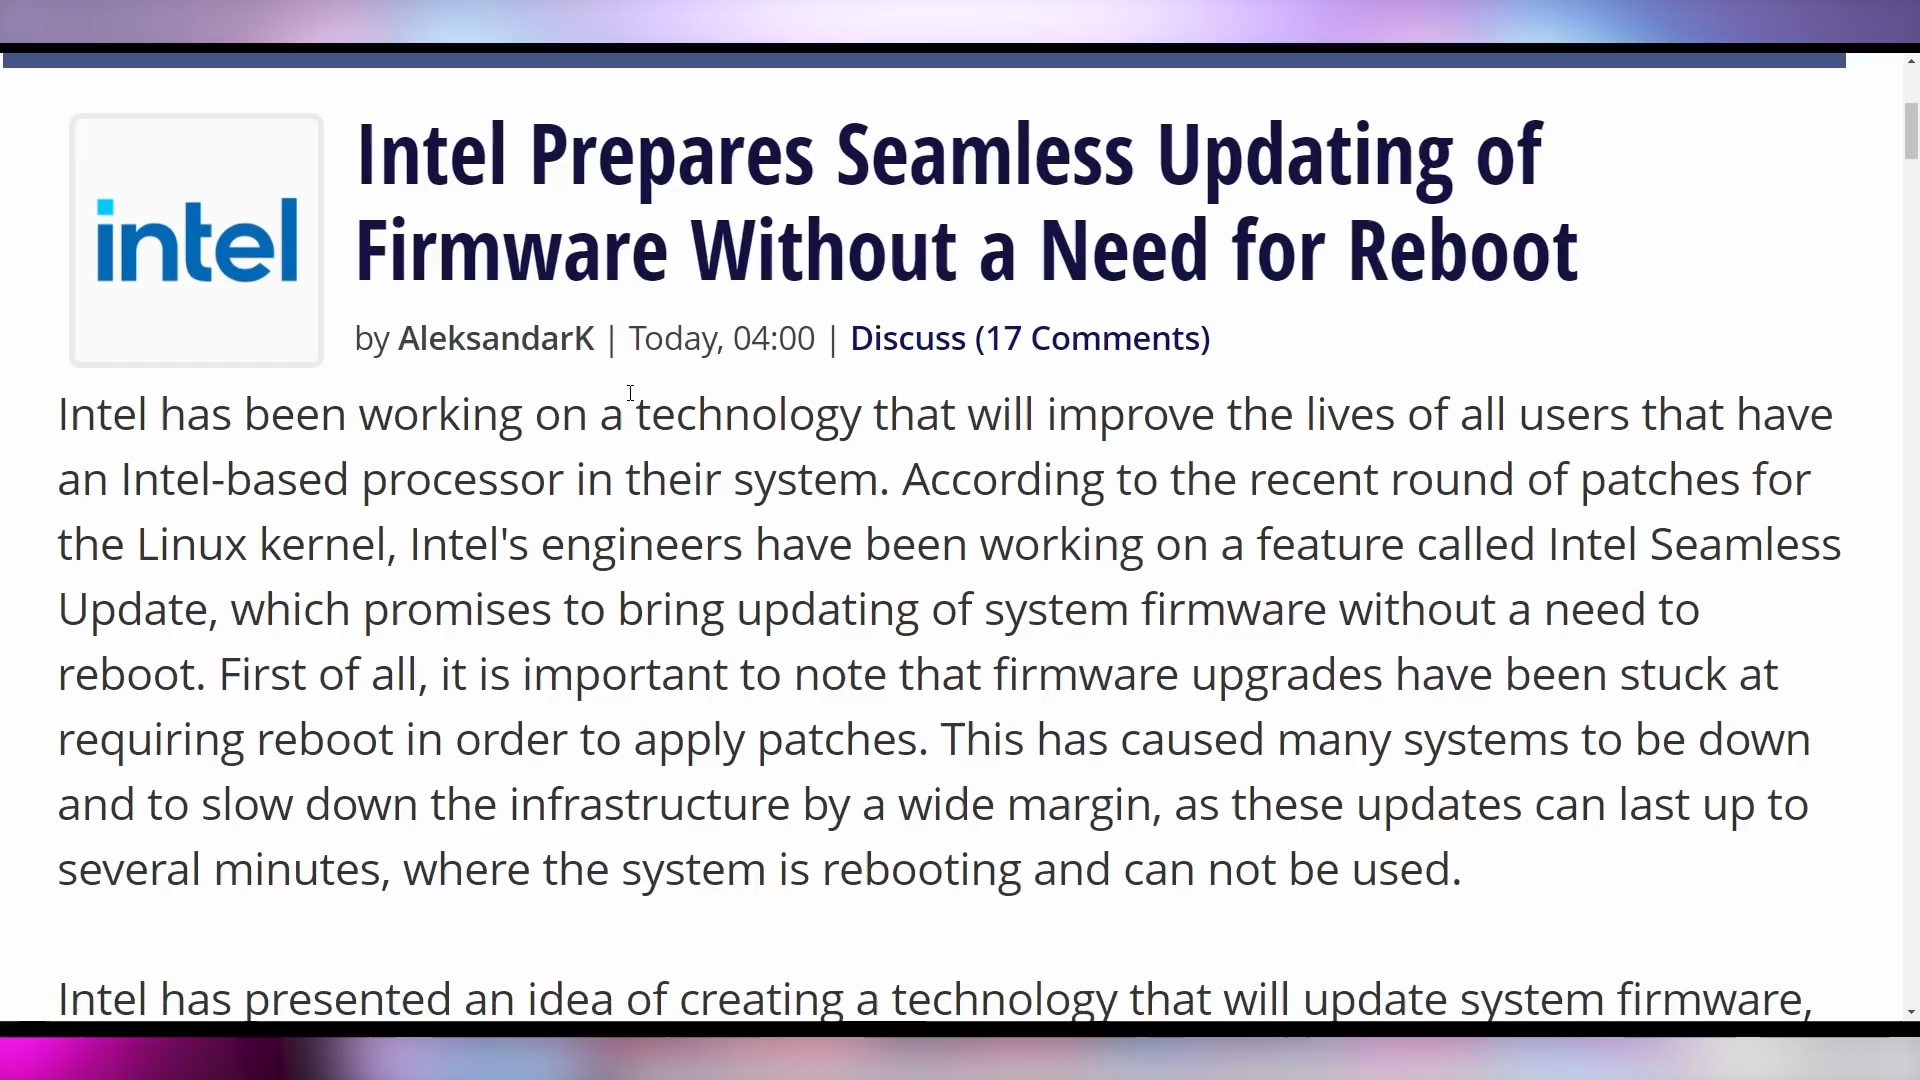 intel
Intel Prepares Seamless Updating of
Firmware Without a Need for Reboot
by AleksandarK | Today, 04:00 | Discuss (17 Comments)
Intel has been working on a technology that will improve the lives of all users that have
an Intel-based processor in their system. According to the recent round of patches for
the Linux kernel, Intel's engineers have been working on a feature called Intel Seamless
Update, which promises to bring updating of system firmware without a need to
reboot. First of all, it is important to note that firmware upgrades have been stuck at
requiring reboot in order to apply patches. This has caused many systems to be down
and to slow down the infrastructure by a wide margin, as these updates can last up to
several minutes, where the system is rebooting and can not be used.
Intel has presented an idea of creating a technology that will update system firmware,